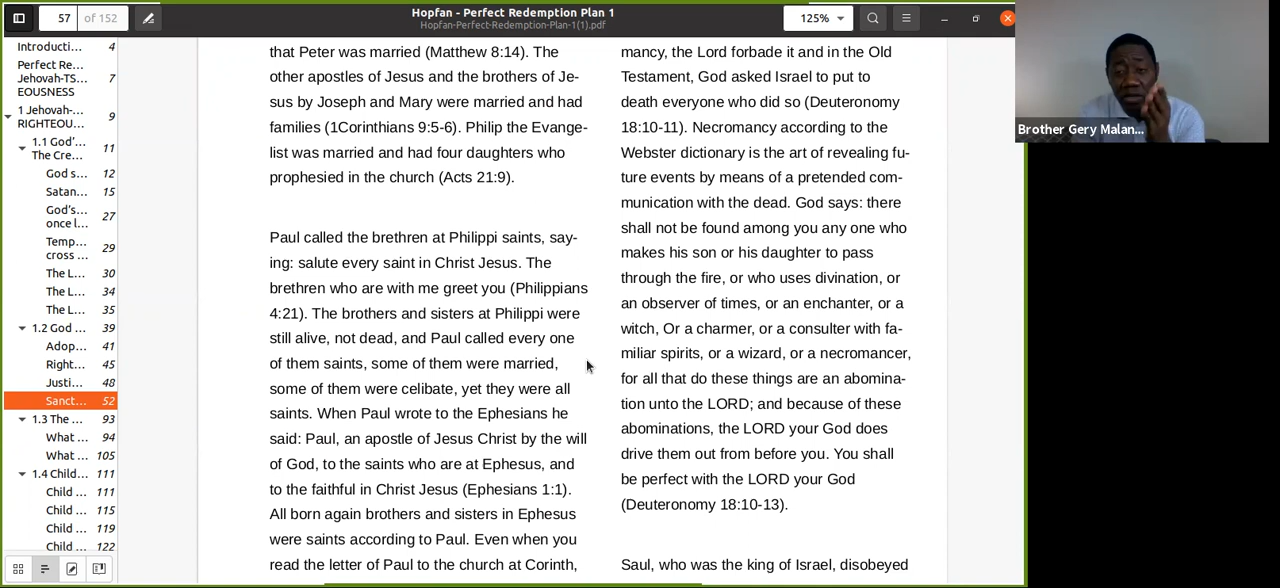 57 of 152
Hopfan - Perfect Redemption Plan 1
Hopfan-Perfect-Redemption-Plan-1(1).pdf
125%
Introducti... 4
Perfect Re...
Jehovah-TS... 7
EOUSNESS
1 Jehovah-... 9
RIGHTEOU...
1.1 God'... 11
The Cre...
God s... 12
Satan... 15
God's... 27
once l...
Temp... 29
cross ...
The L... 30
The L... 34
The L... 35
1.2 God ... 39
Adop... 41
Right... 45
Justi... 48
Sanct... 52
1.3 The ... 93
What ... 94
What ... 105
1.4 Child... 111
Child ... 111
Child ... 115
Child ... 119
Child ... 122
that Peter was married (Matthew 8:14). The
other apostles of Jesus and the brothers of Je-
sus by Joseph and Mary were married and had
families (1Corinthians 9:5-6). Philip the Evange-
list was married and had four daughters who
prophesied in the church (Acts 21:9).
Paul called the brethren at Philippi saints, say-
ing: salute every saint in Christ Jesus. The
brethren who are with me greet you (Philippians
4:21). The brothers and sisters at Philippi were
still alive, not dead, and Paul called every one
of them saints, some of them were married,
some of them were celibate, yet they were all
saints. When Paul wrote to the Ephesians he
said: Paul, an apostle of Jesus Christ by the will
of God, to the saints who are at Ephesus, and
to the faithful in Christ Jesus (Ephesians 1:1).
All born again brothers and sisters in Ephesus
were saints according to Paul. Even when you
read the letter of Paul to the church at Corinth,
mancy, the Lord forbade it and in the Old
Testament, God asked Israel to put to
death everyone who did so (Deuteronomy
18:10-11). Necromancy according to the
Webster dictionary is the art of revealing fu-
ture events by means of a pretended com-
munication with the dead. God says: there
shall not be found among you any one who
makes his son or his daughter to pass
through the fire, or who uses divination, or
an observer of times, or an enchanter, or a
witch, Or a charmer, or a consulter with fa-
miliar spirits, or a wizard, or a necromancer,
for all that do these things are an abomina-
tion unto the LORD; and because of these
abominations, the LORD your God does
drive them out from before you. You shall
be perfect with the LORD your God
(Deuteronomy 18:10-13).
Saul, who was the king of Israel, disobeyed
Brother Gery Malan...